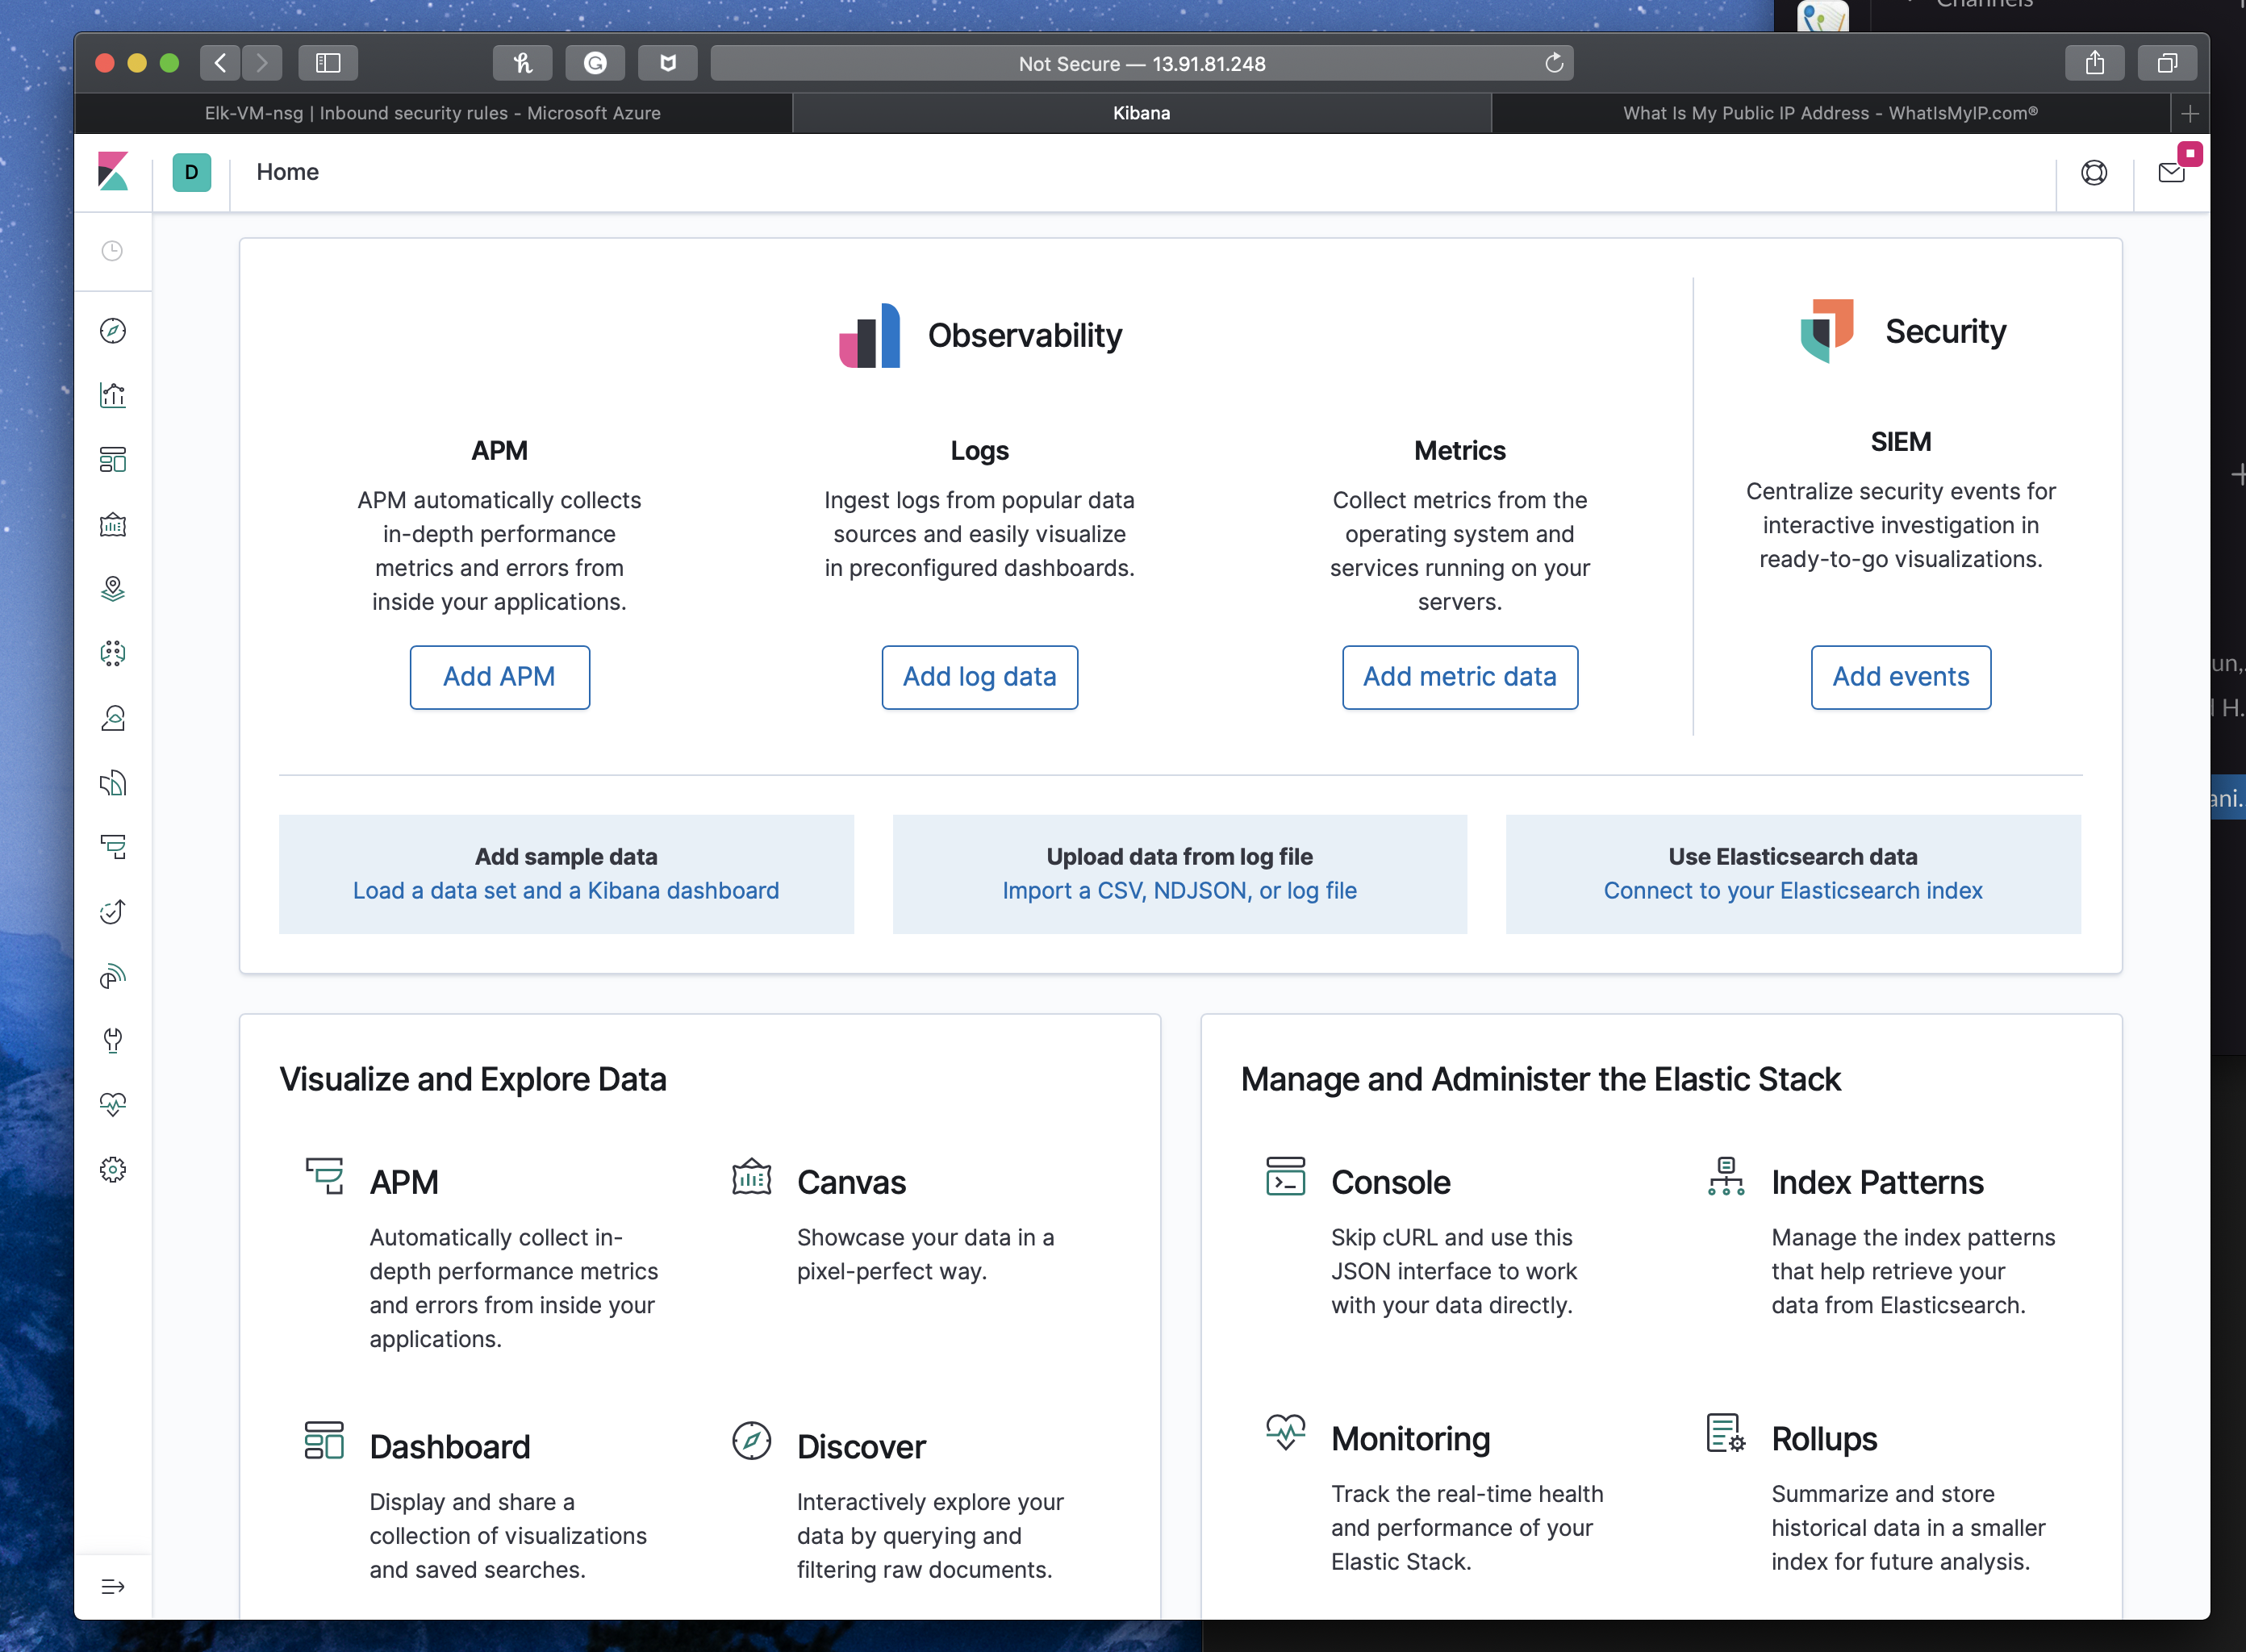 Channels
Not Secure — 13.91.81.248
Elk-VM-nsg | Inbound security rules - Microsoft Azure
Kibana
What Is My Public IP Address - WhatIsMyIP.com®
D
Home
Observability
Security
APM
APM automatically collects
in-depth performance
metrics and errors from
inside your applications.
Add APM
Logs
Ingest logs from popular data
sources and easily visualize
in preconfigured dashboards.
Add log data
Metrics
Collect metrics from the
operating system and
services running on your
servers.
Add metric data
SIEM
Centralize security events for
interactive investigation in
ready-to-go visualizations.
Add events
Add sample data
Load a data set and a Kibana dashboard
Upload data from log file
Import a CSV, NDJSON, or log file
Use Elasticsearch data
Connect to your Elasticsearch index
Visualize and Explore Data
APM
Automatically collect in-
depth performance metrics
and errors from inside your
applications.
Canvas
Showcase your data in a
pixel-perfect way.
Dashboard
Display and share a
collection of visualizations
and saved searches.
Discover
Interactively explore your
data by querying and
filtering raw documents.
Manage and Administer the Elastic Stack
Console
Skip cURL and use this
JSON interface to work
with your data directly.
Index Patterns
Manage the index patterns
that help retrieve your
data from Elasticsearch.
Monitoring
Track the real-time health
and performance of your
Elastic Stack.
Rollups
Summarize and store
historical data in a smaller
index for future analysis.